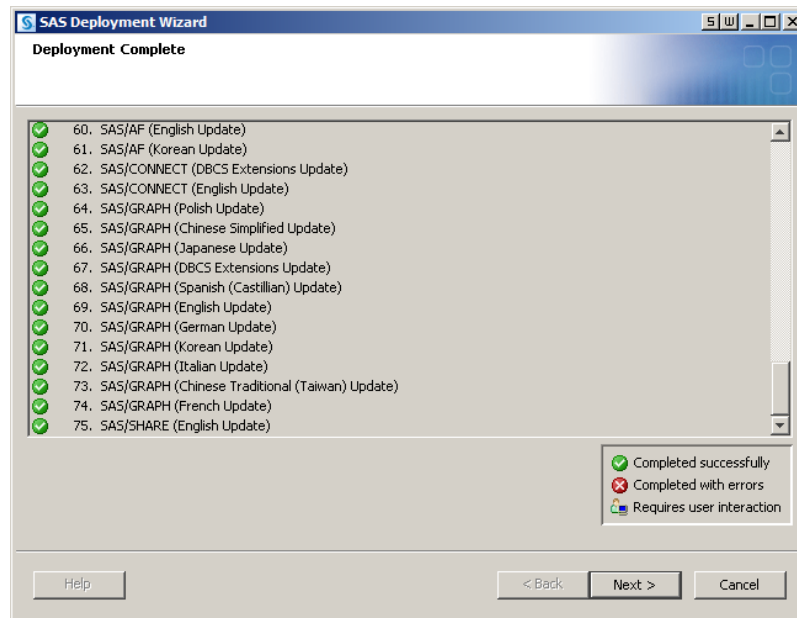 SAS Deployment Wizard
S W
Deployment Complete
60. SAS/AF (English Update)
61. SAS/AF (Korean Update)
62. SAS/CONNECT (DBCS Extensions Update)
63. SAS/CONNECT (English Update)
64. SAS/GRAPH (Polish Update)
65. SAS/GRAPH (Chinese Simplified Update)
66. SAS/GRAPH (Japanese Update)
67. SAS/GRAPH (DBCS Extensions Update)
68. SAS/GRAPH (Spanish (Castillian) Update)
69. SAS/GRAPH (English Update)
70. SAS/GRAPH (German Update)
71. SAS/GRAPH (Korean Update)
72. SAS/GRAPH (Italian Update)
73. SAS/GRAPH (Chinese Traditional (Taiwan) Update)
74. SAS/GRAPH (French Update)
75. SAS/SHARE (English Update)
Completed successfully
Completed with errors
Requires user interaction
Help
< Back
Next >
Cancel